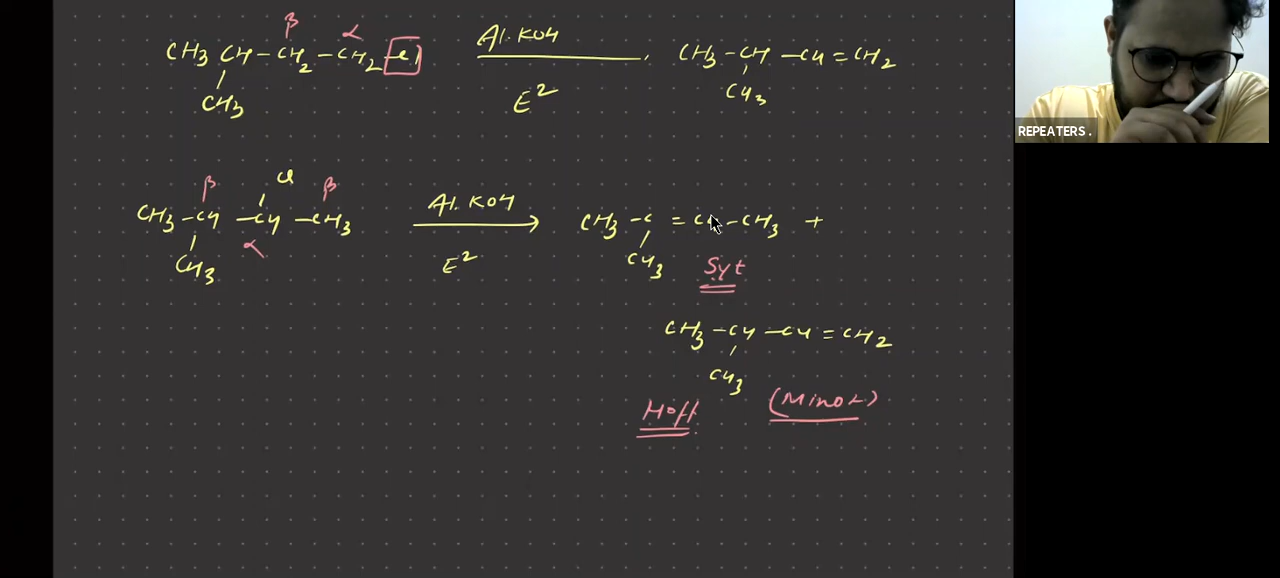 β α
CH3 CH – CH2 – CH2 – Cl Al. KOH CH3 – CH – CH = CH2
CH3 E2 CH3
REPEATERS.
β Cl β
CH3 – CH – CH – CH3 Al. KOH CH3 – C = CH – CH3 +
CH3 α E2 CH3 Syt
CH3 – CH – CH = CH2
CH3
Hoff (Minor)